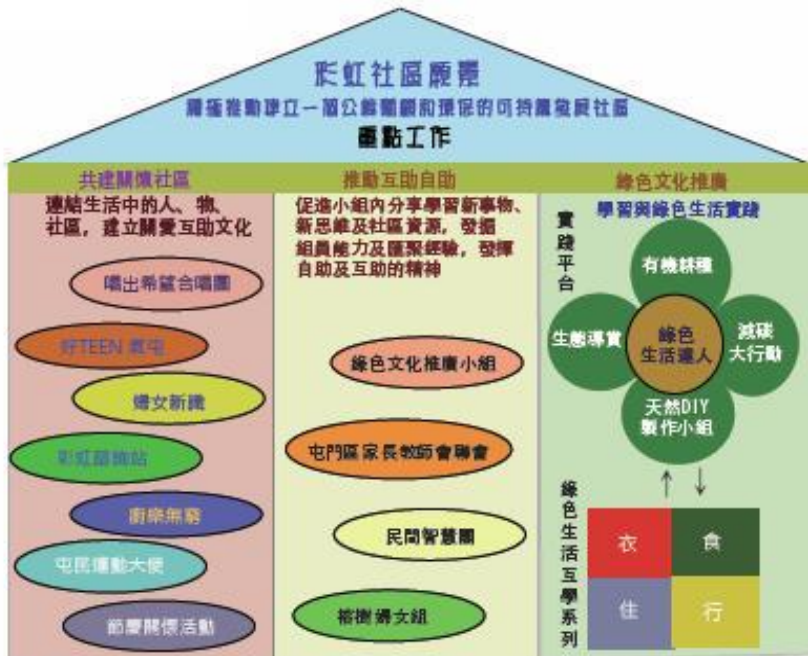 彩虹社區願景
積極推動建立一個公義關顧和環保的可持續發展社區
重點工作
共建關懷社區
連結生活中的人、物、
社區，建立關愛互助文化
唱出希望合唱團
好TEEN 氣屯
婦女新識
彩虹
廚樂無窮
屯民運動大使
節慶關懷活動
推動互助自助
促進小組內分享學習新事物、
新思維及社區資源，發掘
組員能力及匯聚經驗，發揮
自助及互助的精神
綠色文化推廣小組
屯門區家長教師會聯會
民間智慧團
榕樹婦女組
綠色文化推廣
學習與綠色生活實踐
實踐平台
有機耕種
生態導賞
綠色
生活達人
減碳
大行動
天然DIY
製作小組
綠色生活互學系列
衣
食
住
行